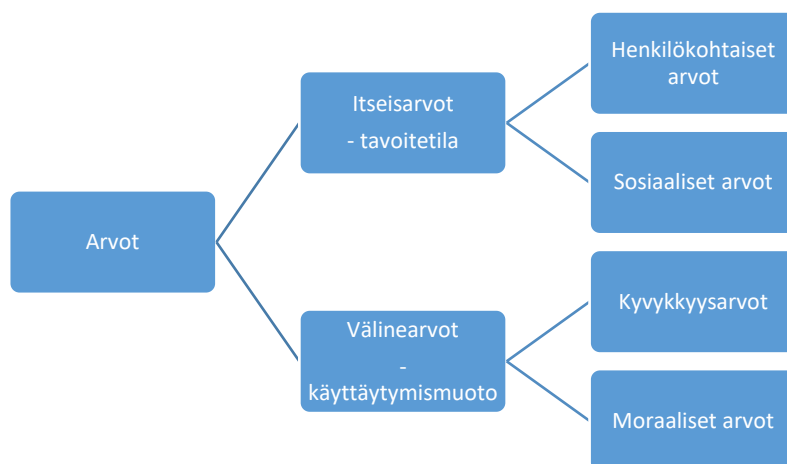 Arvot
Itseisarvot
- tavoitetila
Henkilökohtaiset
arvot
Sosiaaliset arvot
Välinearvot
-
käyttäytymismuoto
Kyvykkyysarvot
Moraaliset arvot